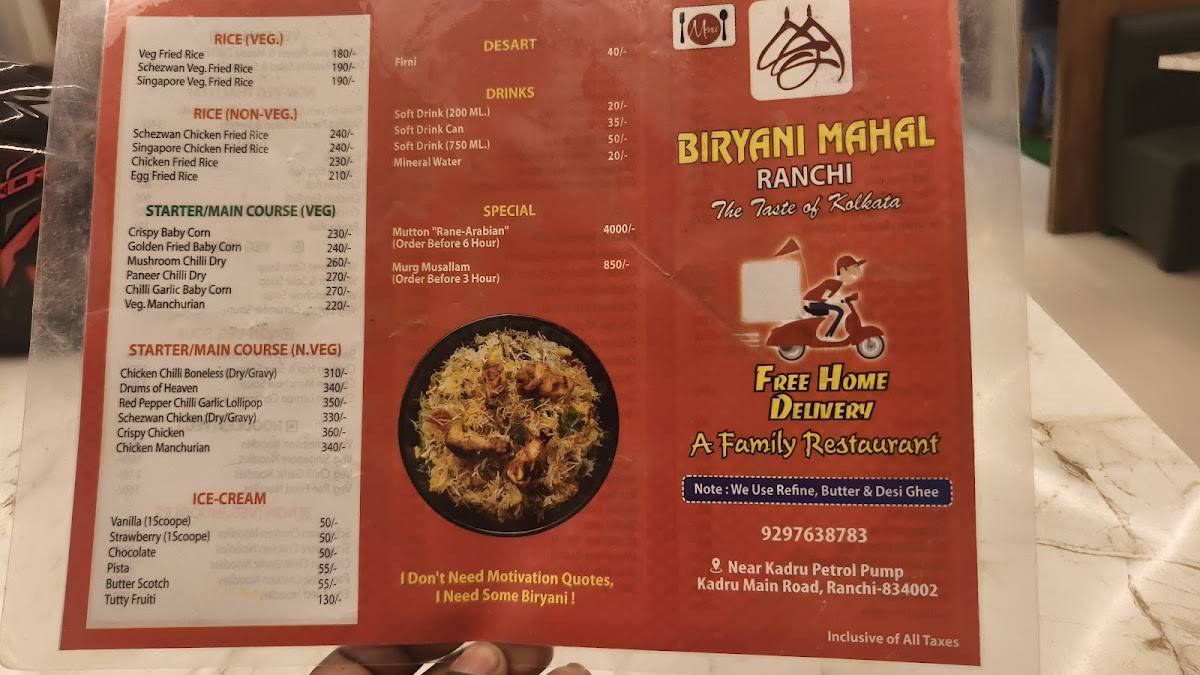 RICE (VEG.)
Veg Fried Rice 180/-
Schezwan Veg. Fried Rice 190/-
Singapore Veg. Fried Rice 190/-
RICE (NON-VEG.)
Schezwan Chicken Fried Rice 240/-
Singapore Chicken Fried Rice 240/-
Chicken Fried Rice 230/-
Egg Fried Rice 210/-
STARTER/MAIN COURSE (VEG)
Crispy Baby Corn 230/-
Golden Fried Baby Corn 240/-
Mushroom Chilli Dry 260/-
Paneer Chilli Dry 270/-
Chilli Garlic Baby Corn 270/-
Veg. Manchurian 220/-
STARTER/MAIN COURSE (N.VEG)
Chicken Chilli Boneless (Dry/Gravy) 310/-
Drums of Heaven 340/-
Red Pepper Chilli Garlic Lollipop 350/-
Schezwan Chicken (Dry/Gravy) 330/-
Crispy Chicken 360/-
Chicken Manchurian 340/-
ICE-CREAM
Vanilla (1Scoope) 50/-
Strawberry (1Scoope) 50/-
Chocolate 50/-
Pista 55/-
Butter Scotch 55/-
Tutty Fruiti 130/-
DESART
Firni 40/-
DRINKS
Soft Drink (200 ML.) 20/-
Soft Drink Can 35/-
Soft Drink (750 ML.) 50/-
Mineral Water 20/-
SPECIAL
Mutton "Rane-Arabian" 4000/-
(Order Before 6 Hour)
Murg Musallam 850/-
(Order Before 3 Hour)
I Don't Need Motivation Quotes,
I Need Some Biryani !
Menu
BIRYANI MAHAL
RANCHI
The Taste of Kolkata
FREE HOME
DELIVERY
A Family Restaurant
Note : We Use Refine, Butter & Desi Ghee
9297638783
Near Kadru Petrol Pump
Kadru Main Road, Ranchi-834002
Inclusive of All Taxes